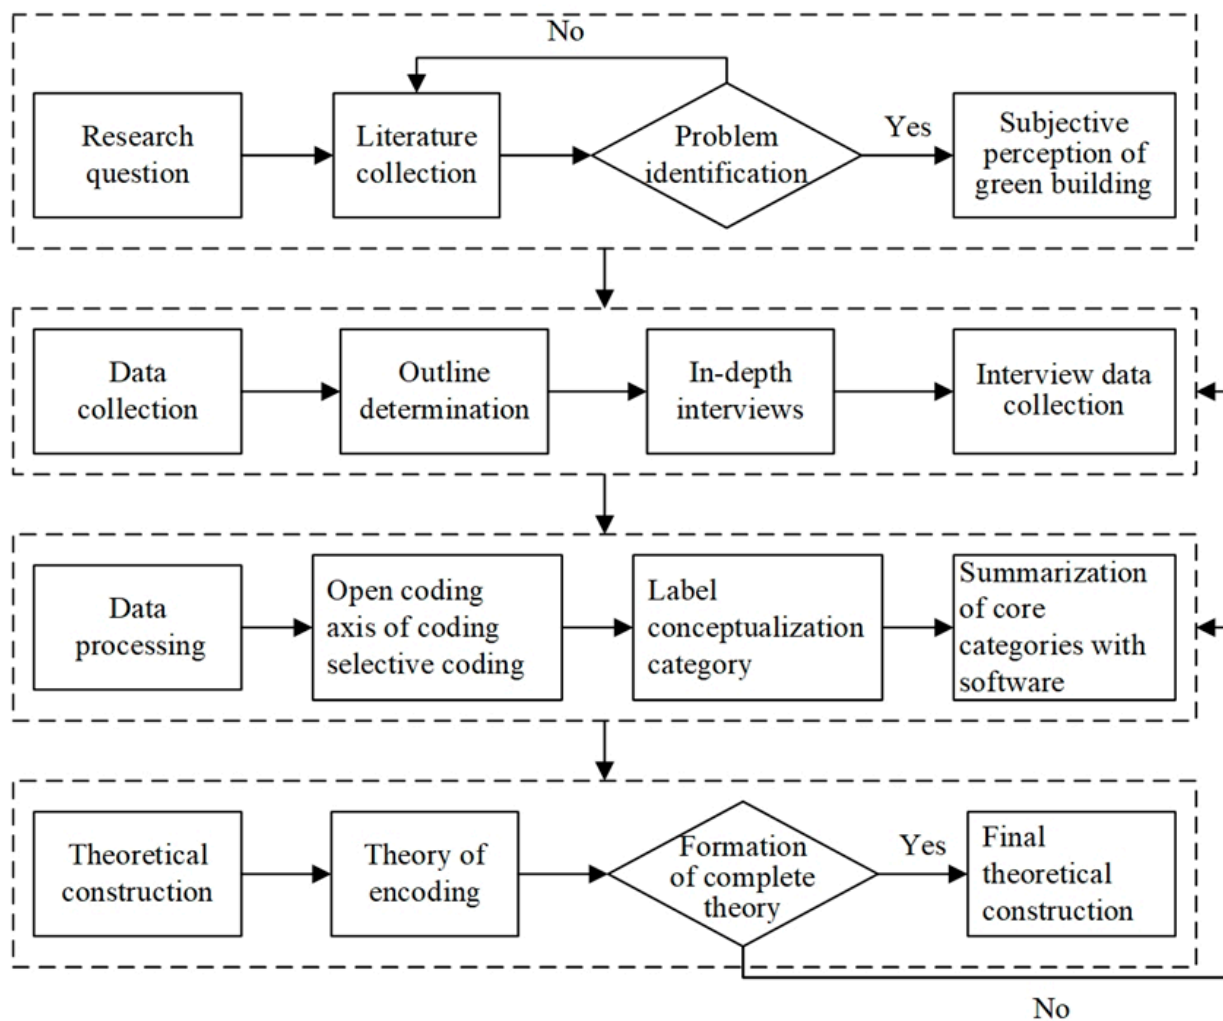 No
Research
question
Literature
collection
Problem
identification
Yes
Subjective
perception of
green building
Data
collection
Outline
determination
In-depth
interviews
Interview data
collection
Data
processing
Open coding
axis of coding
selective coding
Label
conceptualization
category
Summarization
of core
categories with
software
Theoretical
construction
Theory of
encoding
Formation
of complete
theory
Yes
Final
theoretical
construction
No